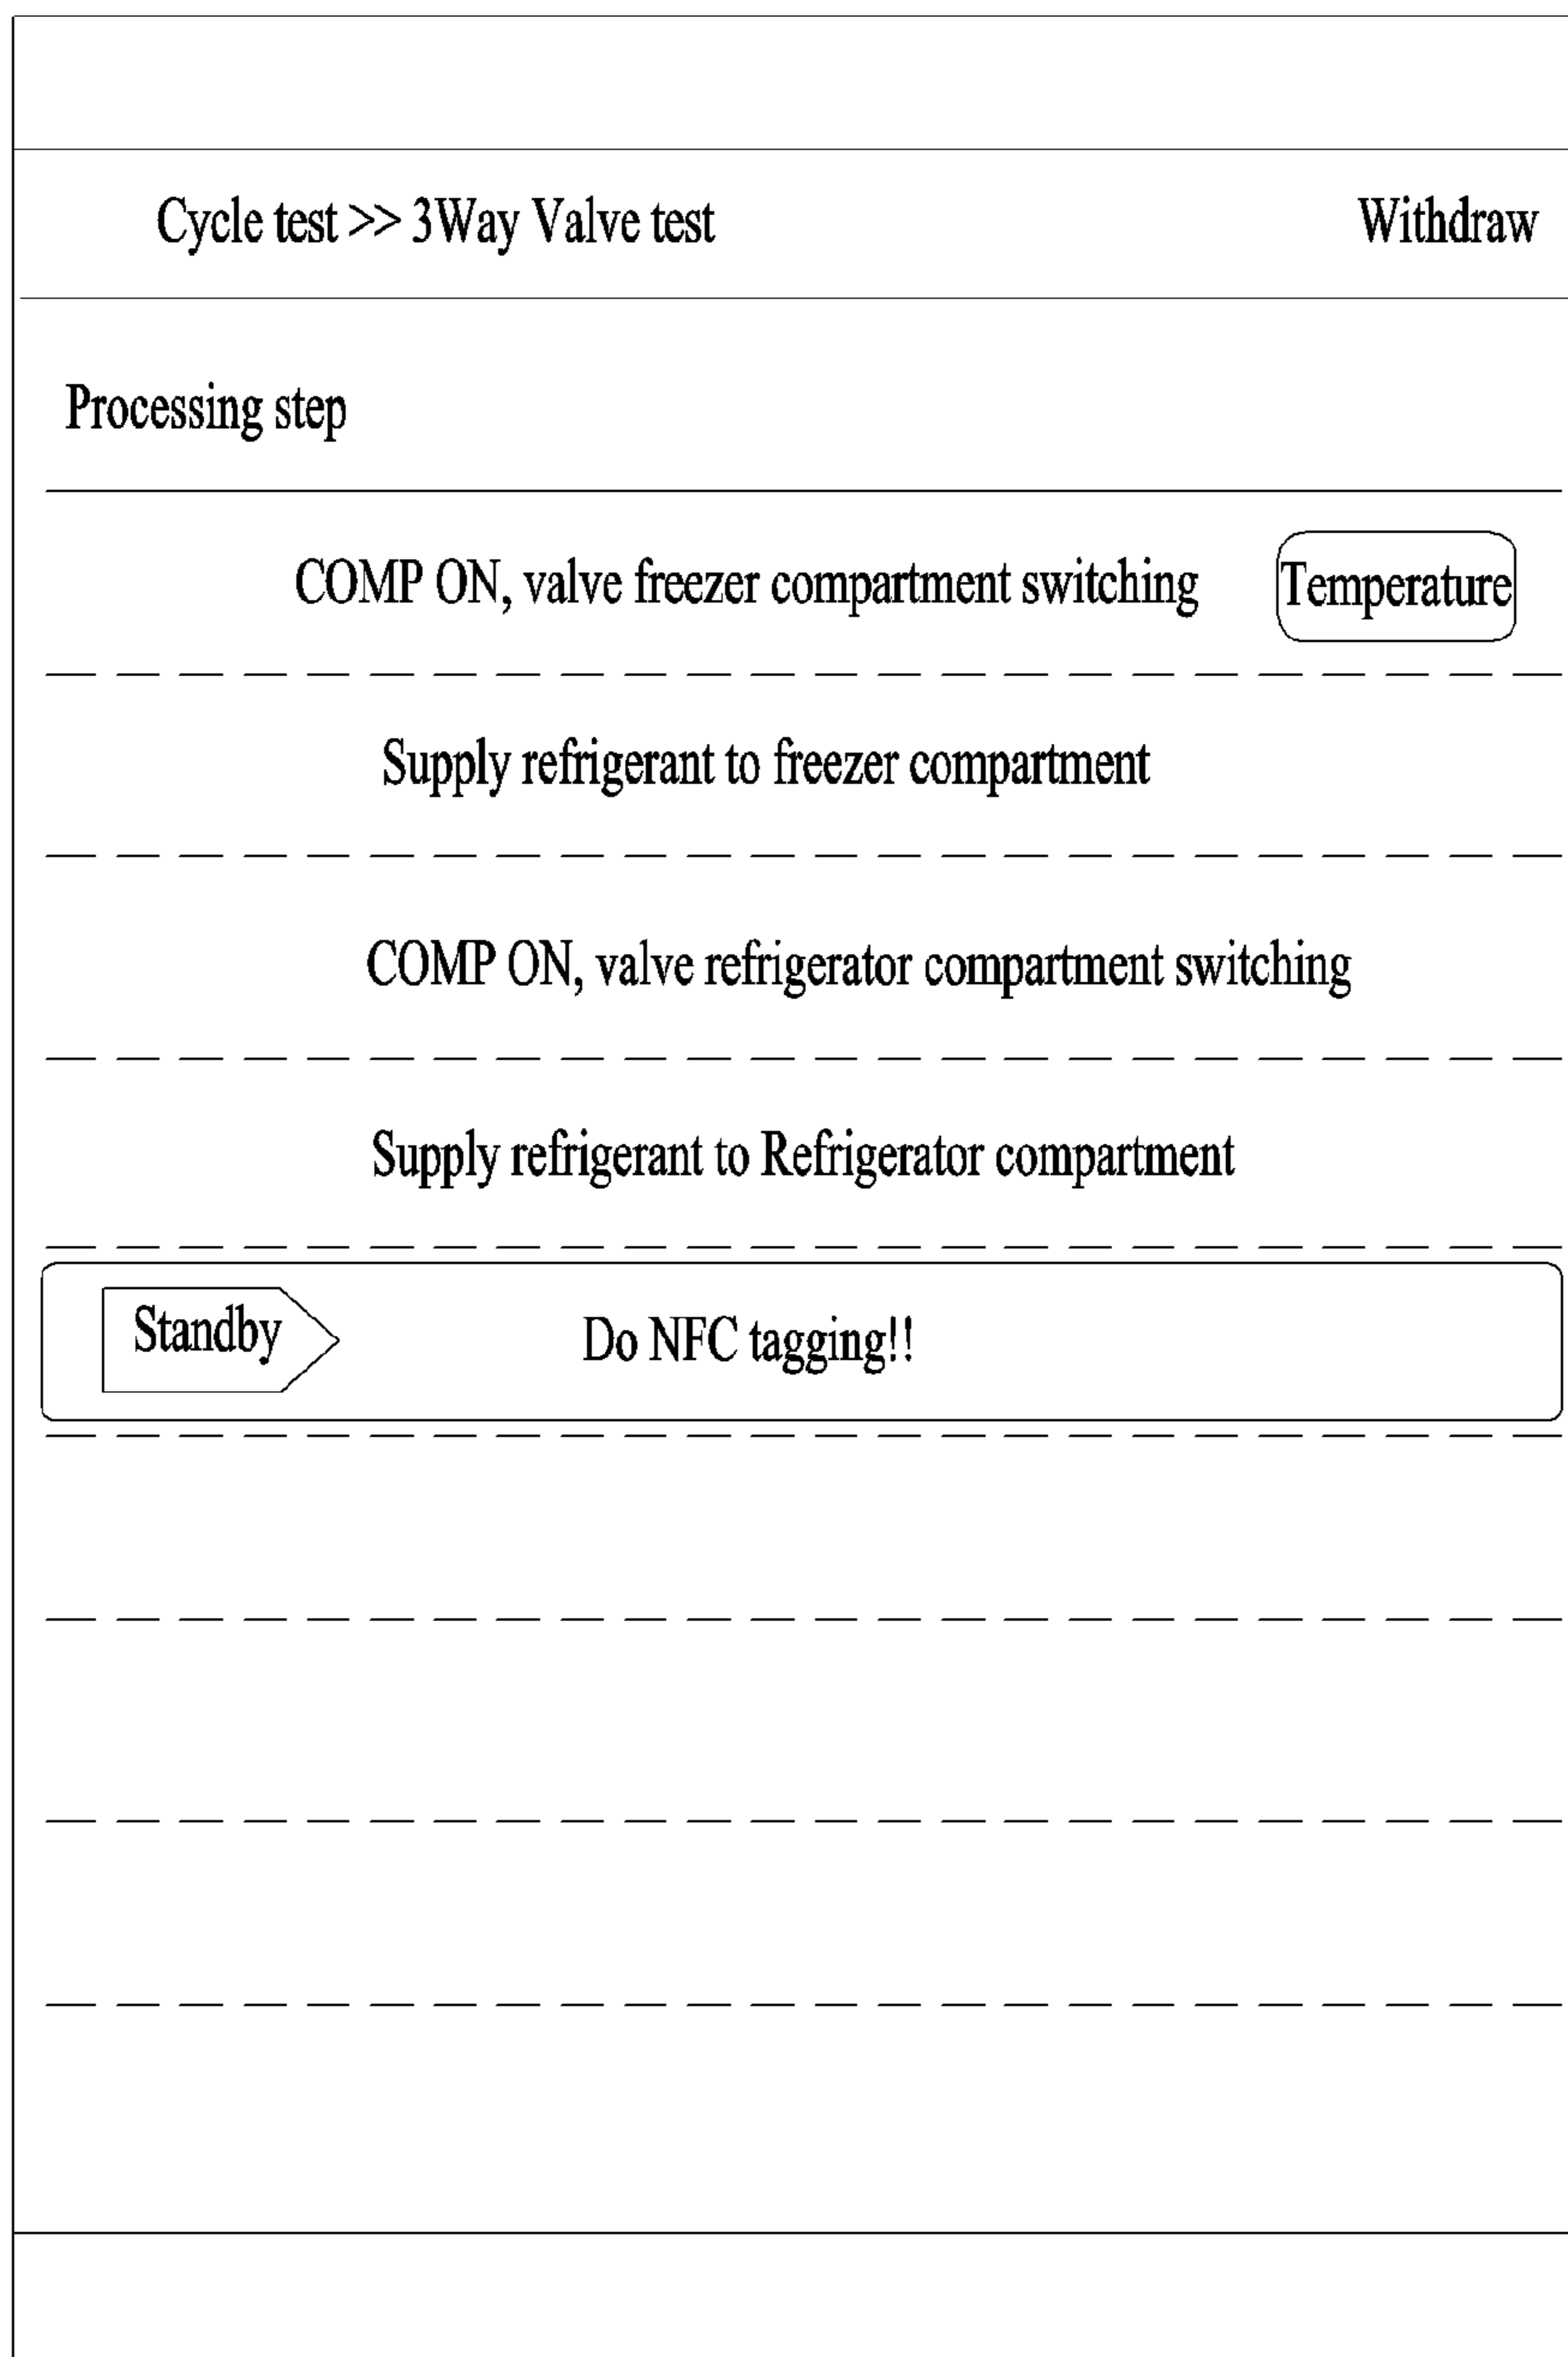 Cycle test >> 3Way Valve test Withdraw
Processing step
COMP ON, valve freezer compartment switching Temperature
Supply refrigerant to freezer compartment
COMP ON, valve refrigerator compartment switching
Supply refrigerant to Refrigerator compartment
Standby Do NFC tagging!!